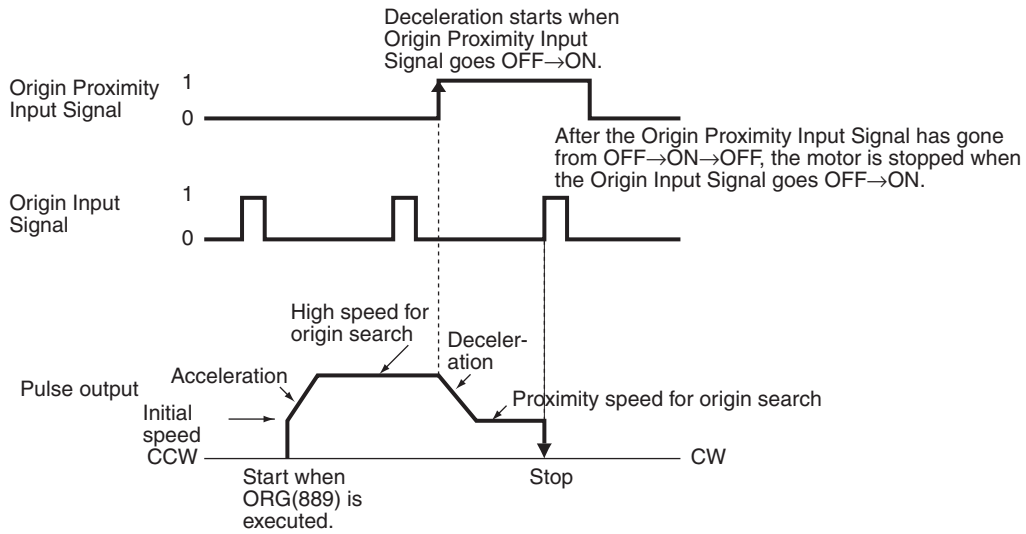 Deceleration starts when
Origin Proximity Input
Signal goes OFF→ON.
Origin Proximity
Input Signal
1
0
After the Origin Proximity Input Signal has gone
from OFF→ON→OFF, the motor is stopped when
the Origin Input Signal goes OFF→ON.
Origin Input
Signal
1
0
High speed for
origin search
Deceler-
ation
Acceleration
Pulse output
Proximity speed for origin search
Initial
speed
CCW
CW
Start when
ORG(889) is
executed.
Stop